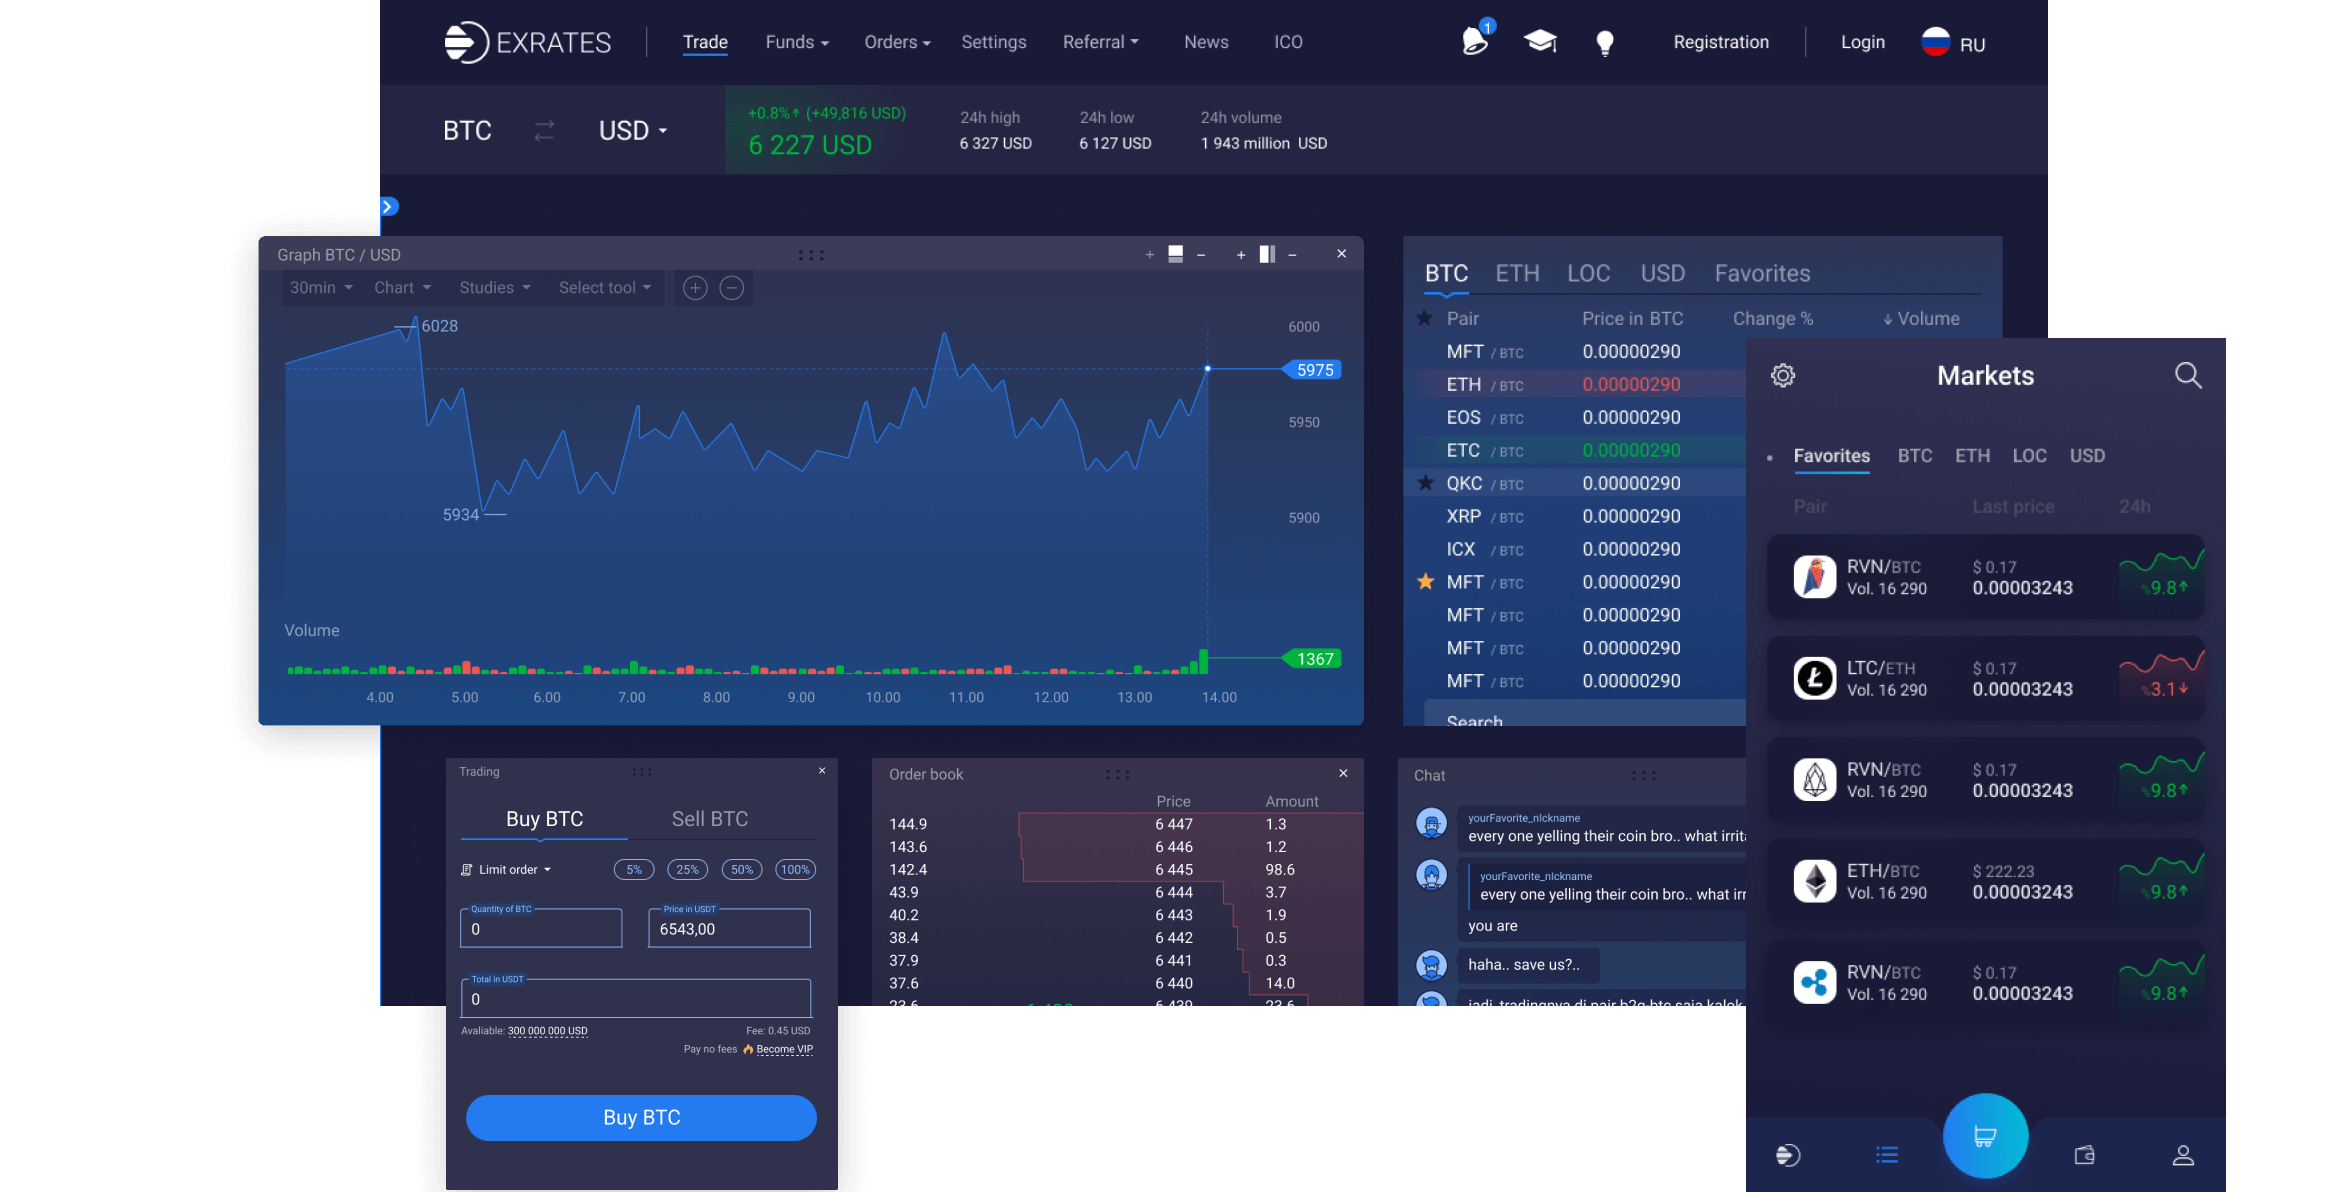 EXRATES Trade Funds Orders Settings Referral News ICO 1 Registration Login RU
BTC USD
+0.8% (+49,816 USD)
6 227 USD
24h high
6 327 USD
24h low
6 127 USD
24h volume
1 943 million USD
Graph BTC / USD
30min Chart Studies Select tool
6028
5934
6000
5975
5950
5900
Volume
1367
4.00 5.00 6.00 7.00 8.00 9.00 10.00 11.00 12.00 13.00 14.00
BTC ETH LOC USD Favorites
Pair Price in BTC Change % Volume
MFT / BTC 0.00000290
ETH / BTC 0.00000290
EOS / BTC 0.00000290
ETC / BTC 0.00000290
QKC / BTC 0.00000290
XRP / BTC 0.00000290
ICX / BTC 0.00000290
MFT / BTC 0.00000290
MFT / BTC 0.00000290
MFT / BTC 0.00000290
MFT / BTC 0.00000290
Search
Trading
Buy BTC Sell BTC
Limit order 5% 25% 50% 100%
Quantity of BTC Price in USDT
0 6543,00
Total in USDT
0
Avaliable: 300 000 000 USD Fee: 0.45 USD
Pay no fees Become VIP
Buy BTC
Order book
Price Amount
144.9 6 447 1.3
143.6 6 446 1.2
142.4 6 445 98.6
43.9 6 444 3.7
40.2 6 443 1.9
38.4 6 442 0.5
37.9 6 441 0.3
37.6 6 440 14.0
23.6 6 439 23.6
Chat
yourFavorite_nIckname
every one yelling their coin bro.. what
yourFavorite_nIckname
every one yelling their coin bro.. what
you are
haha.. save us?..
jadi tradingnya di pair b2g btc saja kalok
Markets
Favorites BTC ETH LOC USD
Pair Last price 24h
RVN/BTC $ 0.17
Vol. 16 290 0.00003243 %9.8
LTC/ETH $ 0.17
Vol. 16 290 0.00003243 %3.1
RVN/BTC $ 0.17
Vol. 16 290 0.00003243 %9.8
ETH/BTC $ 222.23
Vol. 16 290 0.00003243 %9.8
RVN/BTC $ 0.17
Vol. 16 290 0.00003243 %9.8